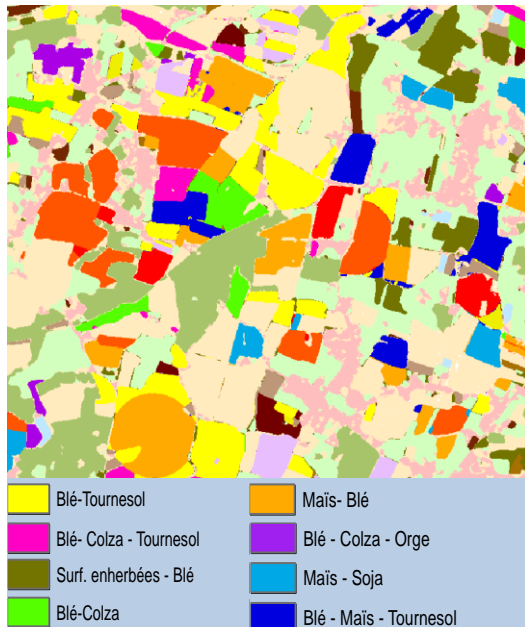 Blé-Tournesol
Maïs- Blé
Blé- Colza - Tournesol
Blé - Colza - Orge
Surf. enherbées - Blé
Maïs - Soja
Blé-Colza
Blé - Maïs - Tournesol